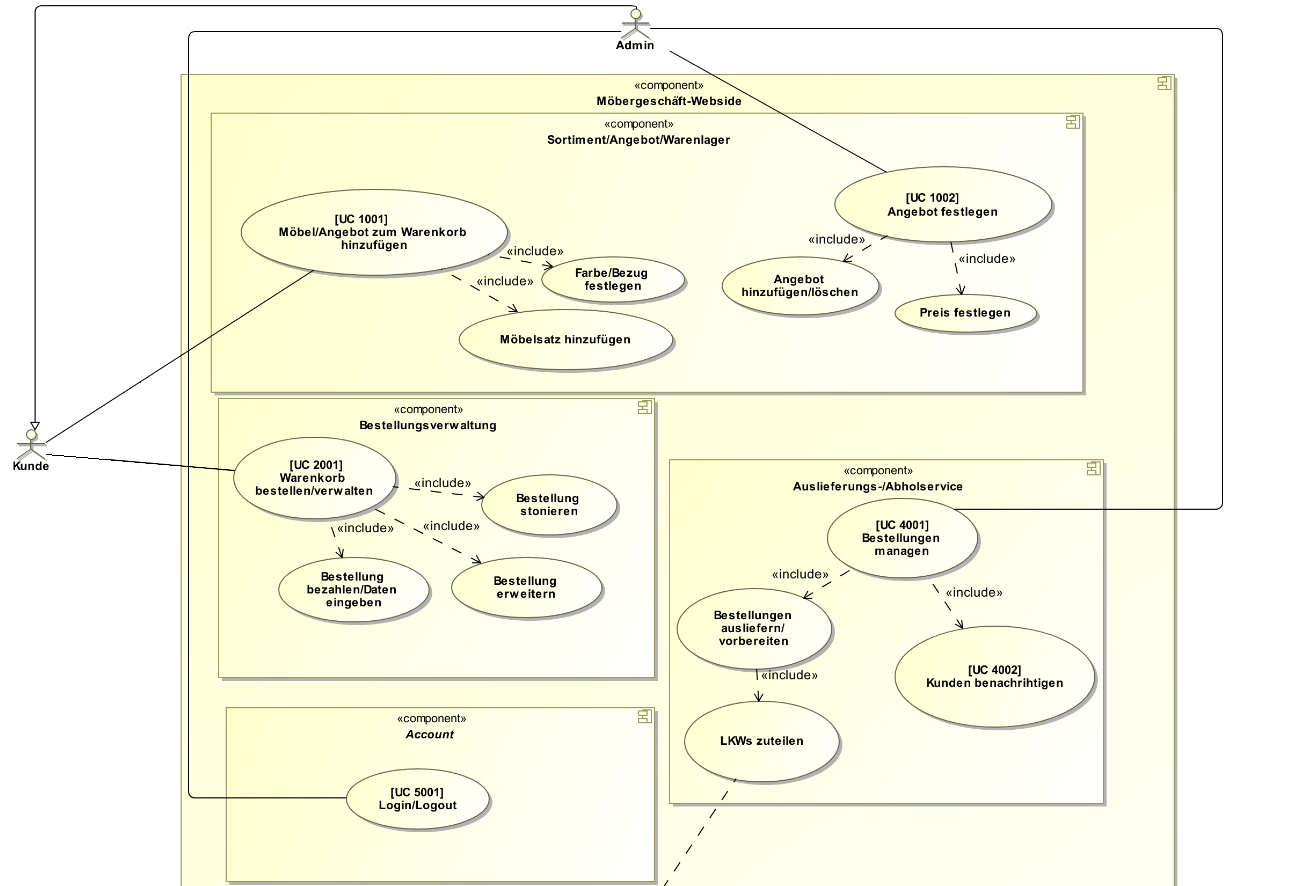 Admin
«component»
Möbergeschäft-Webside
«component»
Sortiment/Angebot/Warenlager
[UC 1001]
Möbel/Angebot zum Warenkorb
hinzufügen
«include»
«include»
Farbe/Bezug
festlegen
Möbelsatz hinzufügen
[UC 1002]
Angebot festlegen
«include»
«include»
Angebot
hinzufügen/löschen
Preis festlegen
Kunde
«component»
Bestellungsverwaltung
[UC 2001]
Warenkorb
bestellen/verwalten
«include»
«include»
«include»
Bestellung
stonieren
Bestellung
bezahlen/Daten
eingeben
Bestellung
erweitern
«component»
Auslieferungs-/Abholservice
[UC 4001]
Bestellungen
managen
«include»
«include»
Bestellungen
ausliefern/
vorbereiten
«include»
[UC 4002]
Kunden benachrihtigen
LKWs zuteilen
«component»
Account
[UC 5001]
Login/Logout